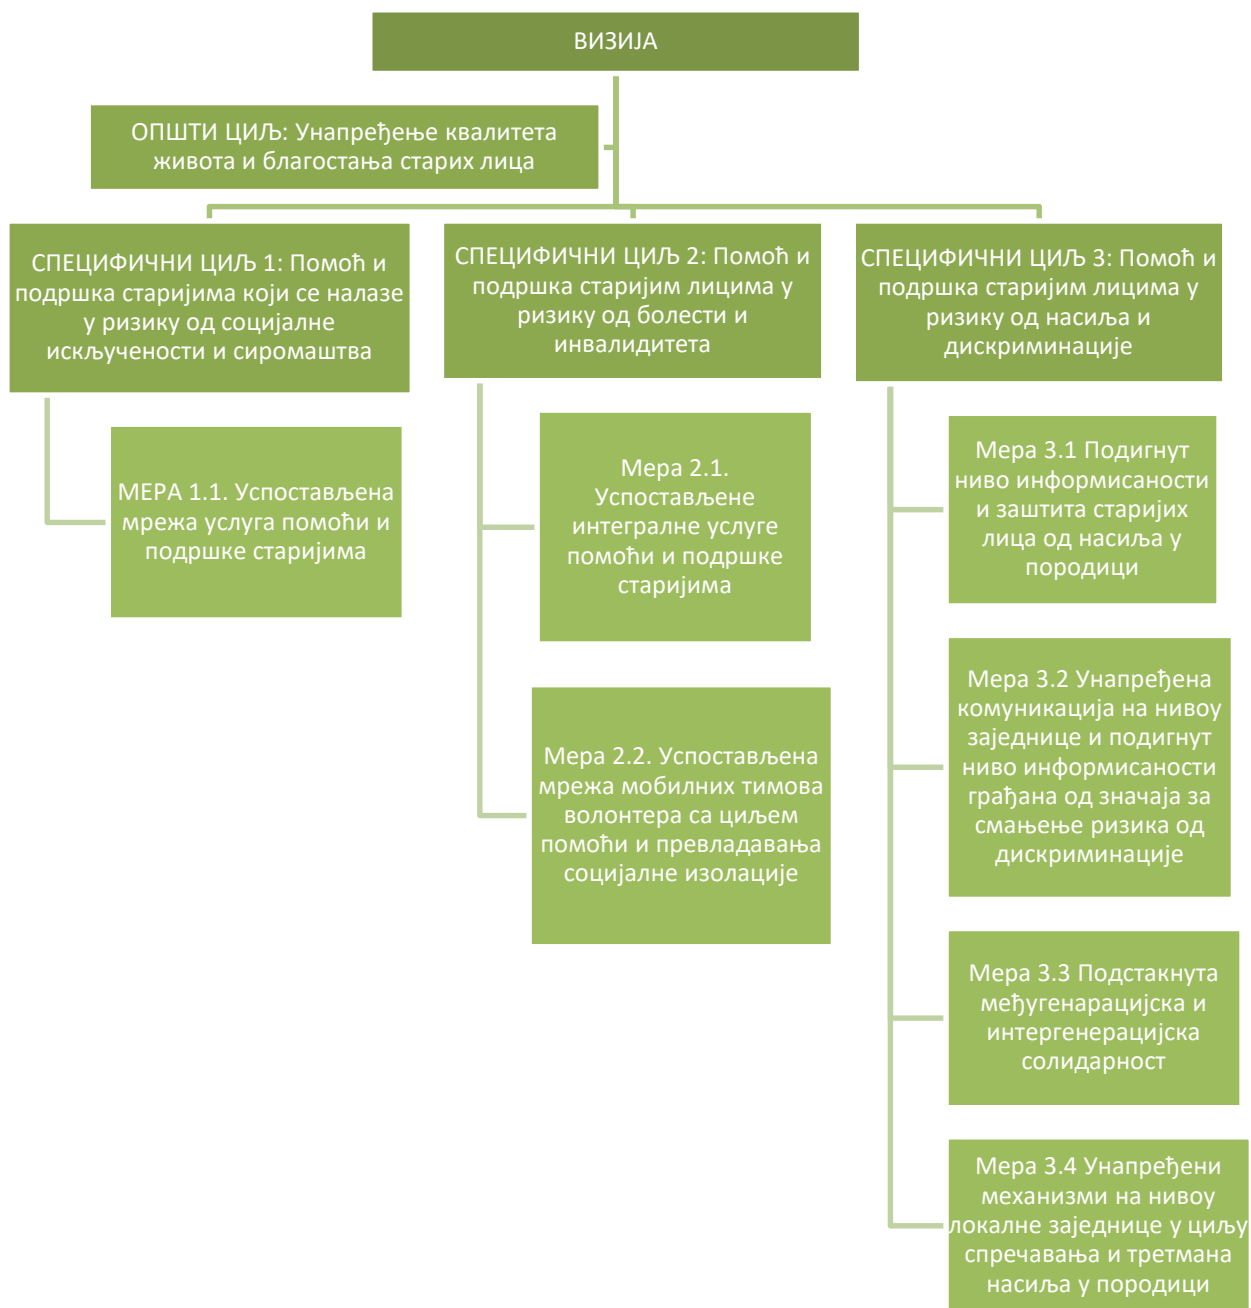 ВИЗИЈА
ОПШТИ ЦИЉ: Унапређење квалитета
живота и благостања старих лица
СПЕЦИФИЧНИ ЦИЉ 1: Помоћ и
подршка старијима који се налазе
у ризику од социјалне
искључености и сиромаштва
МЕРА 1.1. Успостављена
мрежа услуга помоћи и
подршке старијима
СПЕЦИФИЧНИ ЦИЉ 2: Помоћ и
подршка старијим лицима у
ризику од болести и
инвалидитета
Мера 2.1.
Успостављене
интегралне услуге
помоћи и подршке
старијима
Мера 2.2. Успостављена
мрежа мобилних тимова
волонтера са циљем
помоћи и превладавања
социјалне изолације
СПЕЦИФИЧНИ ЦИЉ 3: Помоћ и
подршка старијим лицима у
ризику од насиља и
дискриминације
Мера 3.1 Подигнут
ниво информисаности
и заштита старијих
лица од насиља у
породици
Мера 3.2 Унапређена
комуникација на нивоу
заједнице и подигнут
ниво информисаности
грађана од значаја за
смањење ризика од
дискриминације
Мера 3.3 Подстакнута
међугенарацијска и
интергенерацијска
солидарност
Мера 3.4 Унапређени
механизми на нивоу
локалне заједнице у циљу
спречавања и третмана
насиља у породици